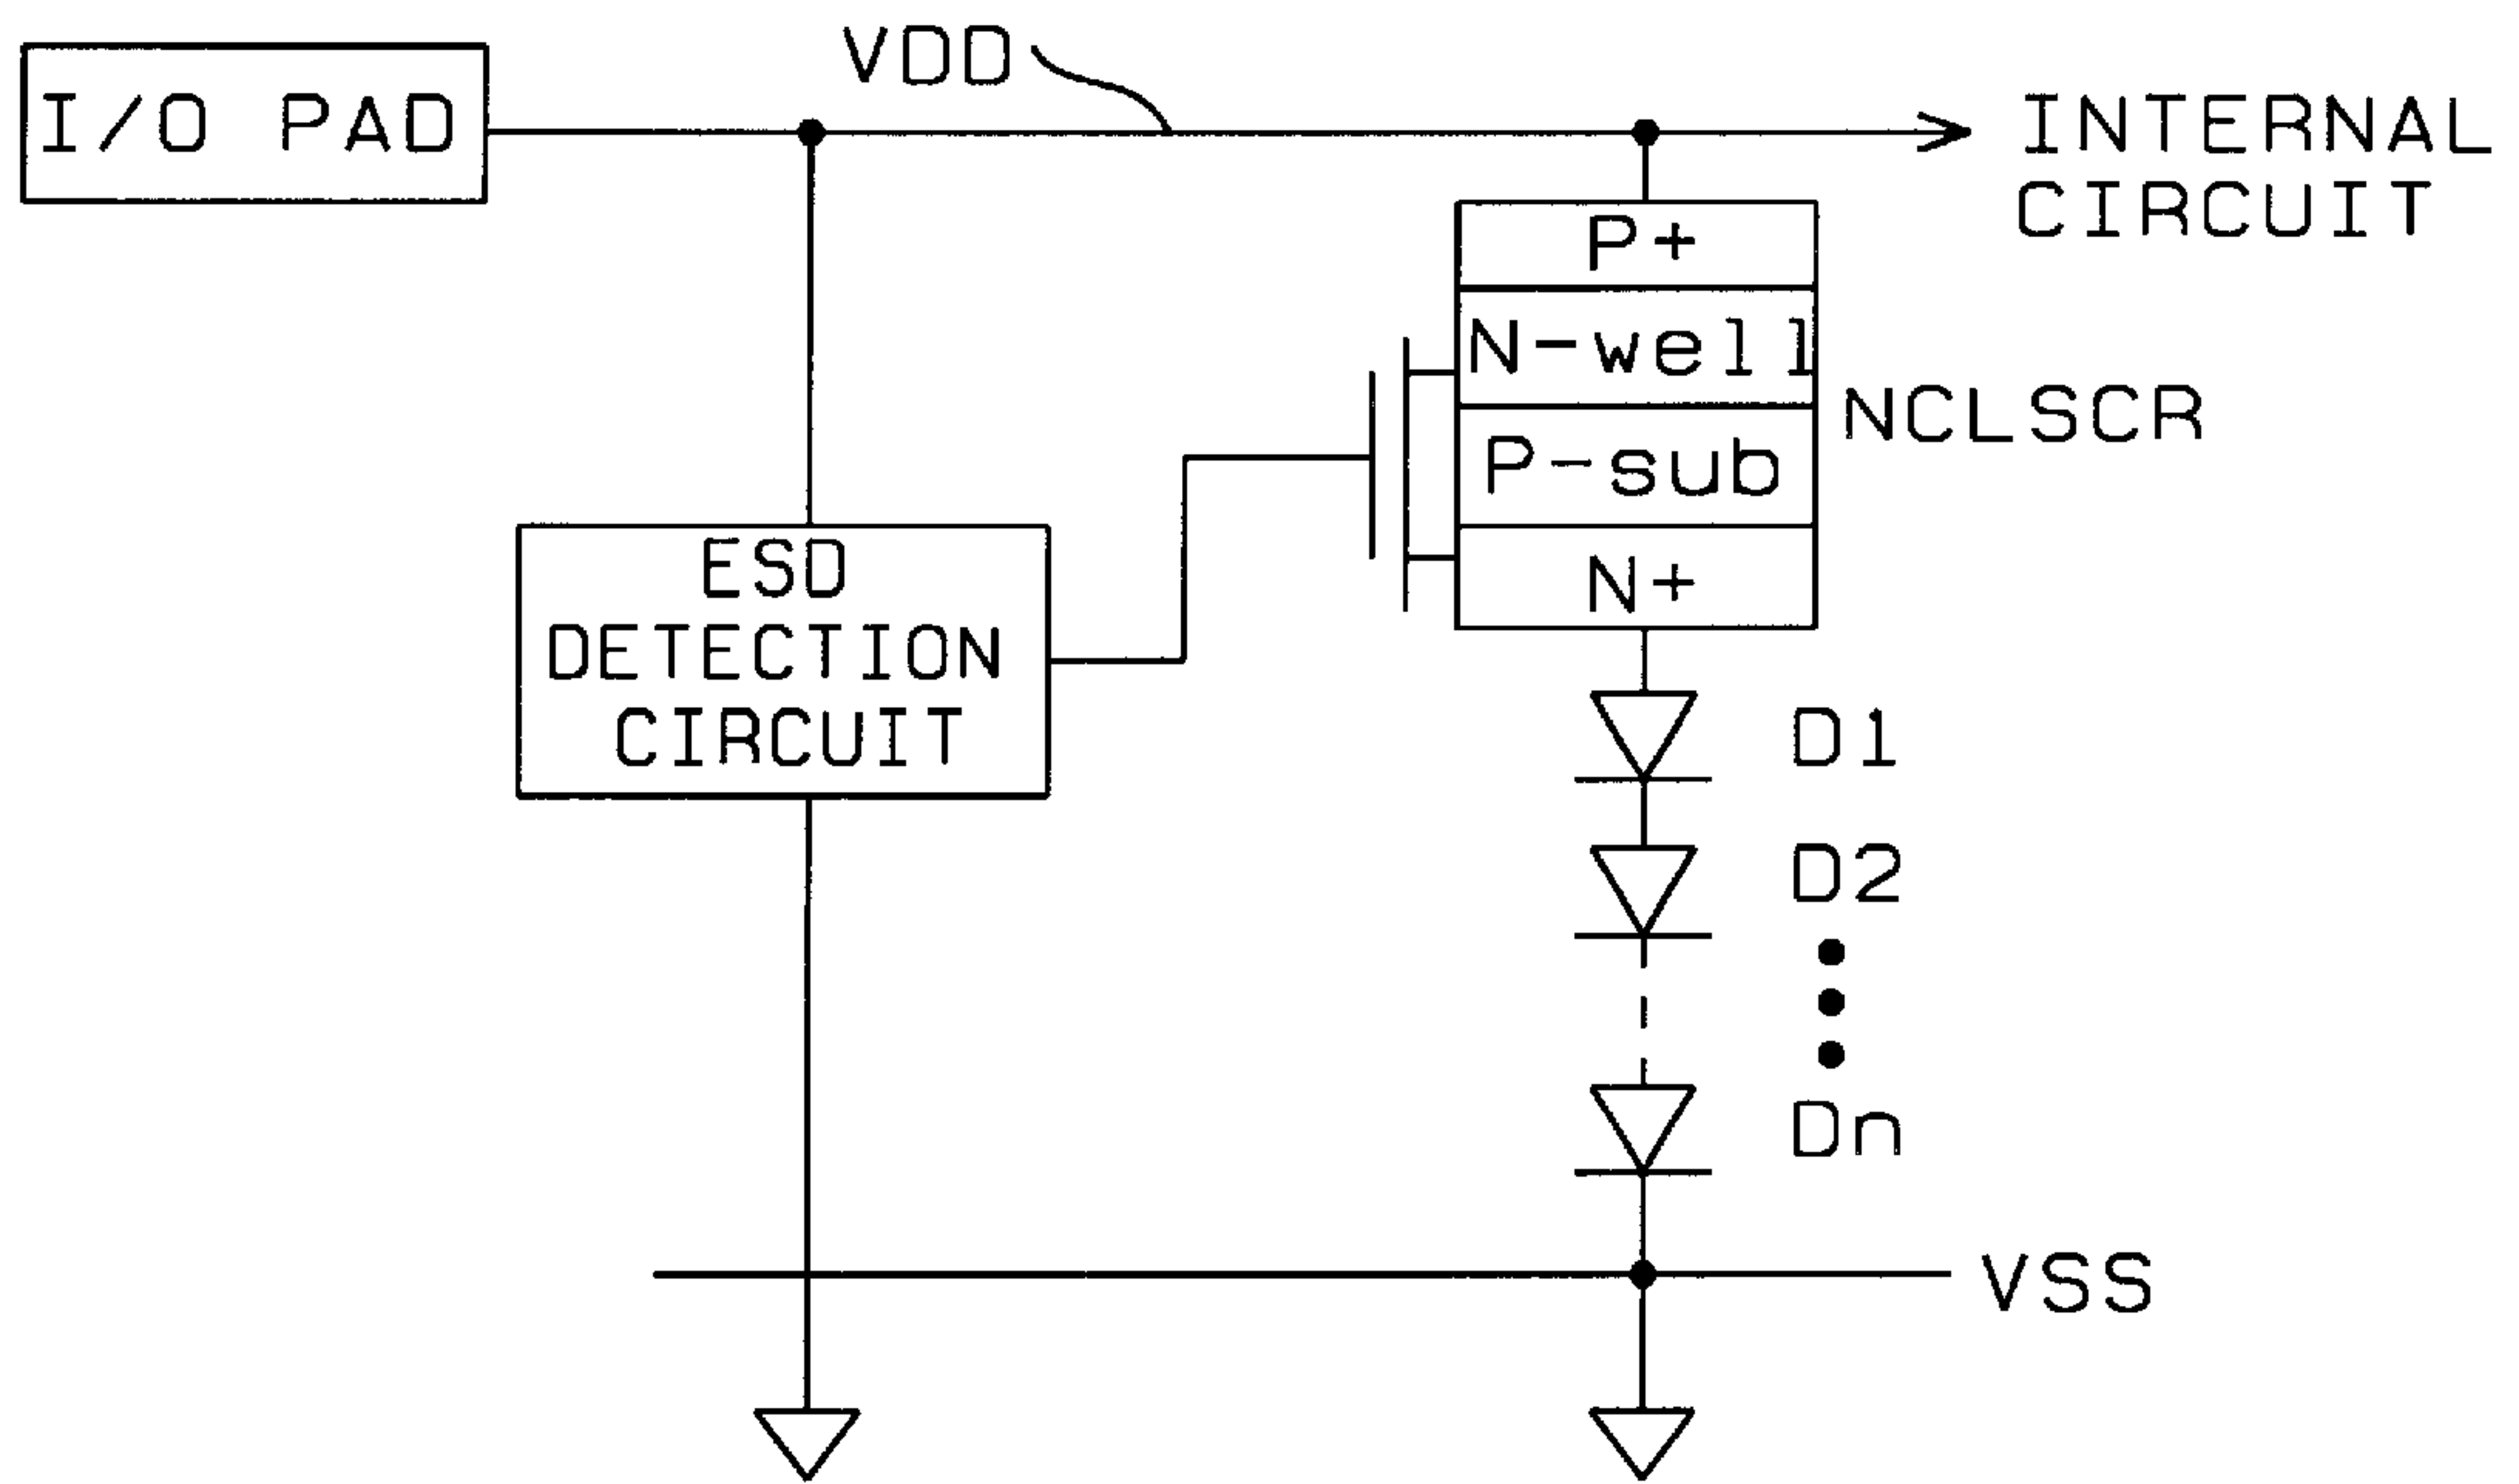 VDD
I/O PAD
INTERNAL
CIRCUIT
P+
N-well
NCLSCR
P-sub
N+
ESD
DETECTION
CIRCUIT
D1
D2
Dn
VSS